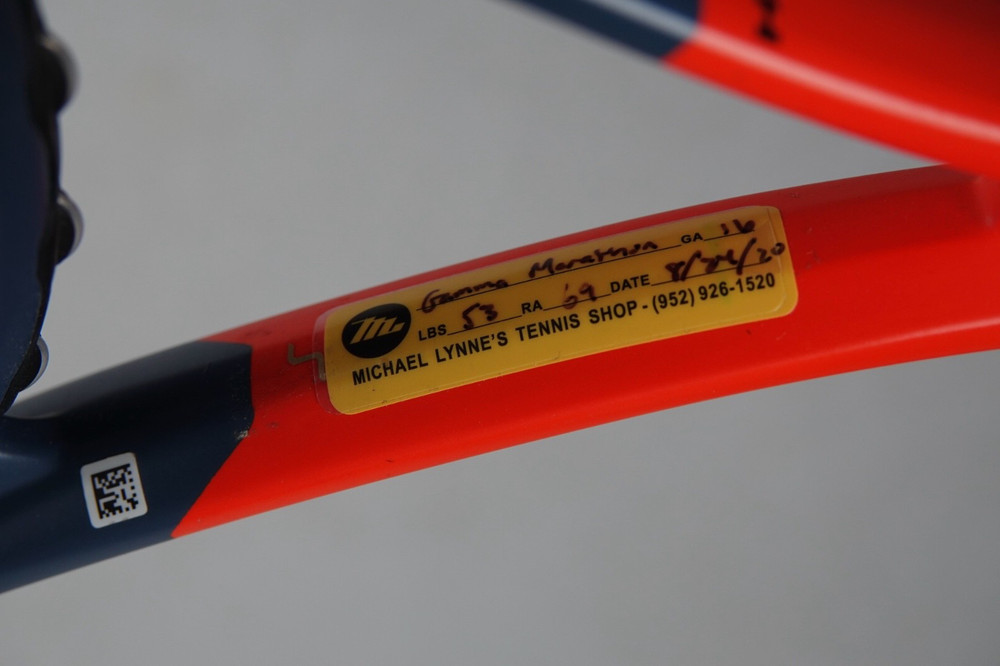 Gamma Marathon GA 16
LBS 53 RA 69 DATE 8/24/20
MICHAEL LYNNE'S TENNIS SHOP - (952) 926-1520